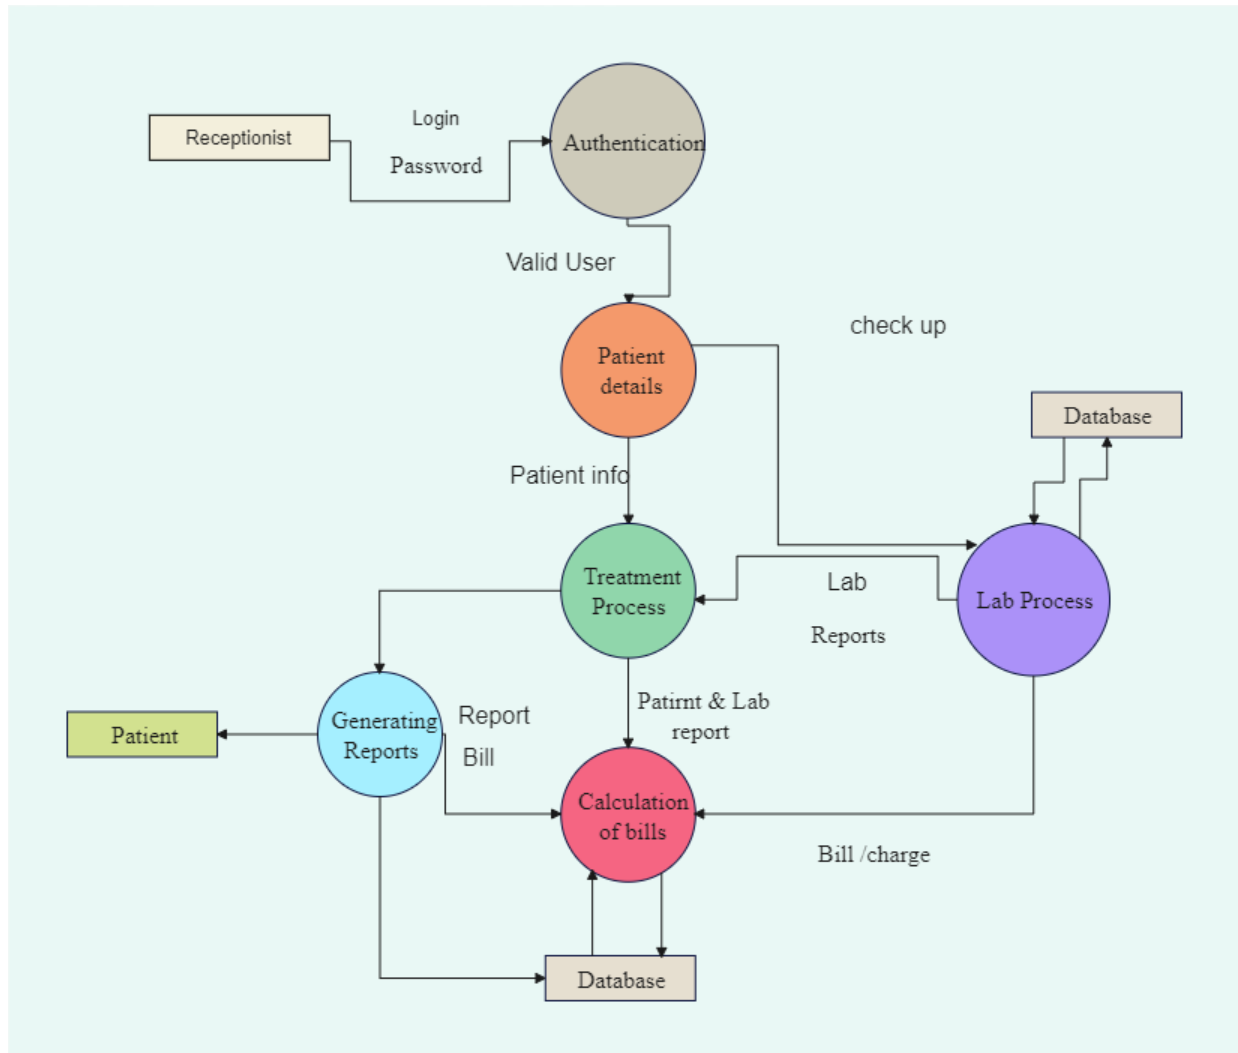 Login
Receptionist
Authentication
Password
Valid User
check up
Patient
details
Database
Patient info
Treatment
Process
Lab
Lab Process
Reports
Patirnt & Lab
report
Report
Bill
Generating
Reports
Patient
Calculation
of bills
Bill /charge
Database